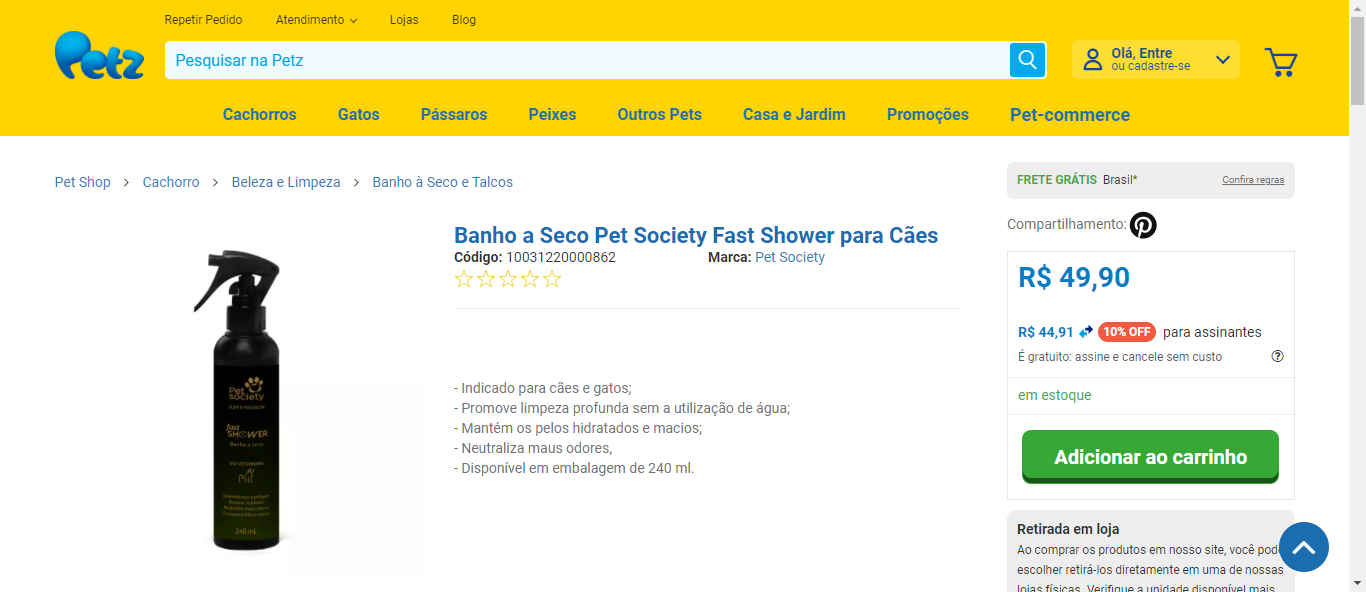 Repetir Pedido Atendimento Lojas Blog
Petz
Pesquisar na Petz
Olá, Entre
ou cadastre-se
Cachorros Gatos Pássaros Peixes Outros Pets Casa e Jardim Promoções Pet-commerce
Pet Shop > Cachorro > Beleza e Limpeza > Banho à Seco e Talcos
FRETE GRÁTIS Brasil* Confira regras
Compartilhamento:
Banho a Seco Pet Society Fast Shower para Cães
Código: 10031220000862 Marca: Pet Society
- Indicado para cães e gatos;
- Promove limpeza profunda sem a utilização de água;
- Mantém os pelos hidratados e macios;
- Neutraliza maus odores,
- Disponível em embalagem de 240 ml.
Pet
Society
SUPER PREMIUM
fast
SHOWER
Banho a seco
240 mL
R$ 49,90
R$ 44,91 10% OFF para assinantes
É gratuito: assine e cancele sem custo ?
em estoque
Adicionar ao carrinho
Retirada em loja
Ao comprar os produtos em nosso site, você pode
escolher retirá-los diretamente em uma de nossas
lojas físicas. Verifique a unidade disponível mais